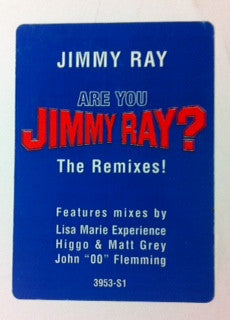 JIMMY RAY
ARE YOU
JIMMY RAY?
The Remixes!
Features mixes by
Lisa Marie Experience
Higgo & Matt Grey
John "00" Flemming
3953-S1